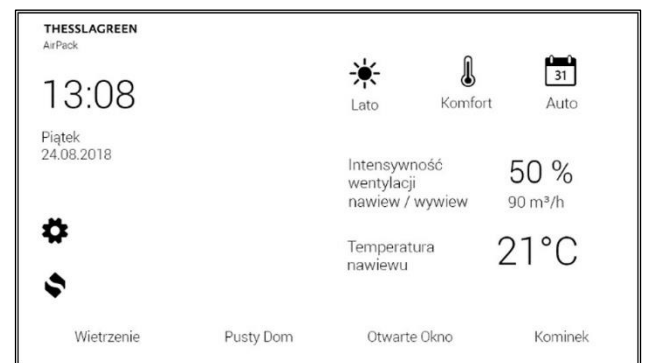 THESSLAGREEN
AirPack
13:08
Piątek
24.08.2018
31
Lato
Komfort
Auto
Intensywność
wentylacji
nawiew / wywiew
50 %
90 m³/h
Temperatura
nawiewu
21°C
Wietrzenie
Pusty Dom
Otwarte Okno
Kominek